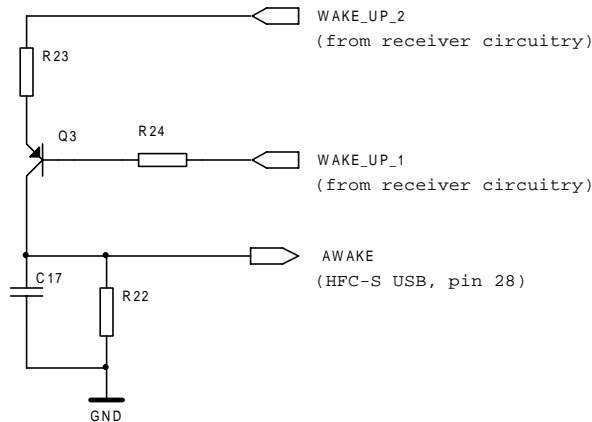 WAKE_UP_2
(from receiver circuitry)
R23
Q3
R24
WAKE_UP_1
(from receiver circuitry)
AWAKE
(HFC-S USB, pin 28)
C17
R22
GND